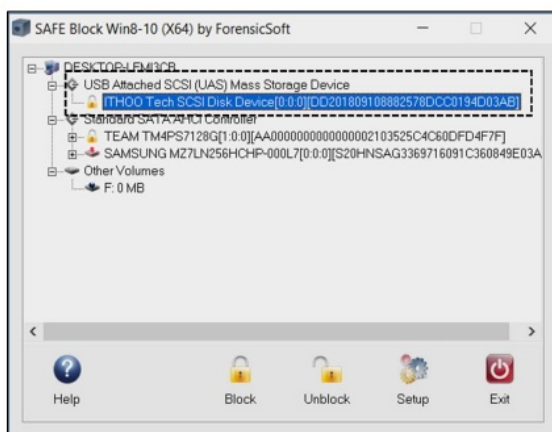 SAFE Block Win8-10 (X64) by ForensicSoft
DESKTOP-LFMI3CB
USB Attached SCSI (UAS) Mass Storage Device
ITHOO Tech SCSI Disk Device[0:0:0][DD201809108882578DCC0194D03AB]
Standard SATA AHCI Controller
TEAM TM4PS7128G[1:0:0][AA000000000000002103525C4C60DFD4F7F]
SAMSUNG MZ7LN256HCHP-000L7[0:0:0][S20HNSAG3369716091C360849E03A
Other Volumes
F: 0 MB
Help
Block
Unblock
Setup
Exit